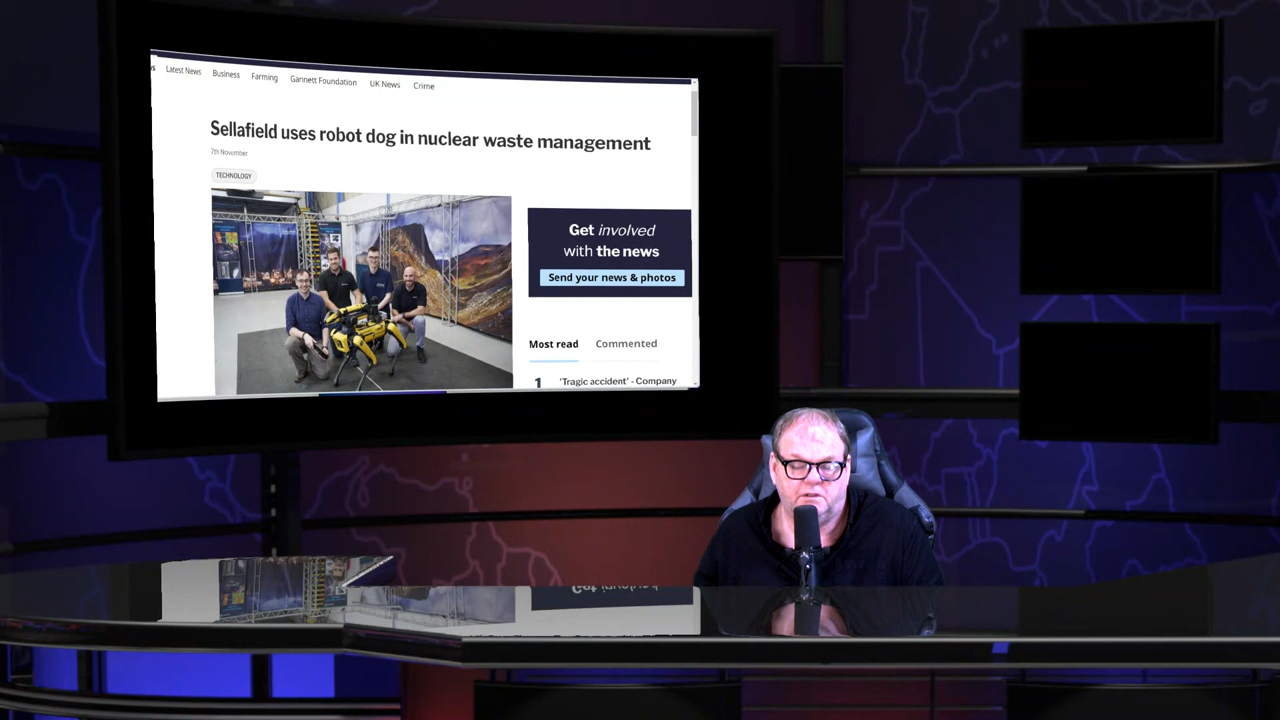 Latest News
Business
Farming
Gannett Foundation
UK News
Crime
Sellafield uses robot dog in nuclear waste management
7th November
TECHNOLOGY
Get involved
with the news
Send your news & photos
Most read
Commented
1
'Tragic accident' - Company